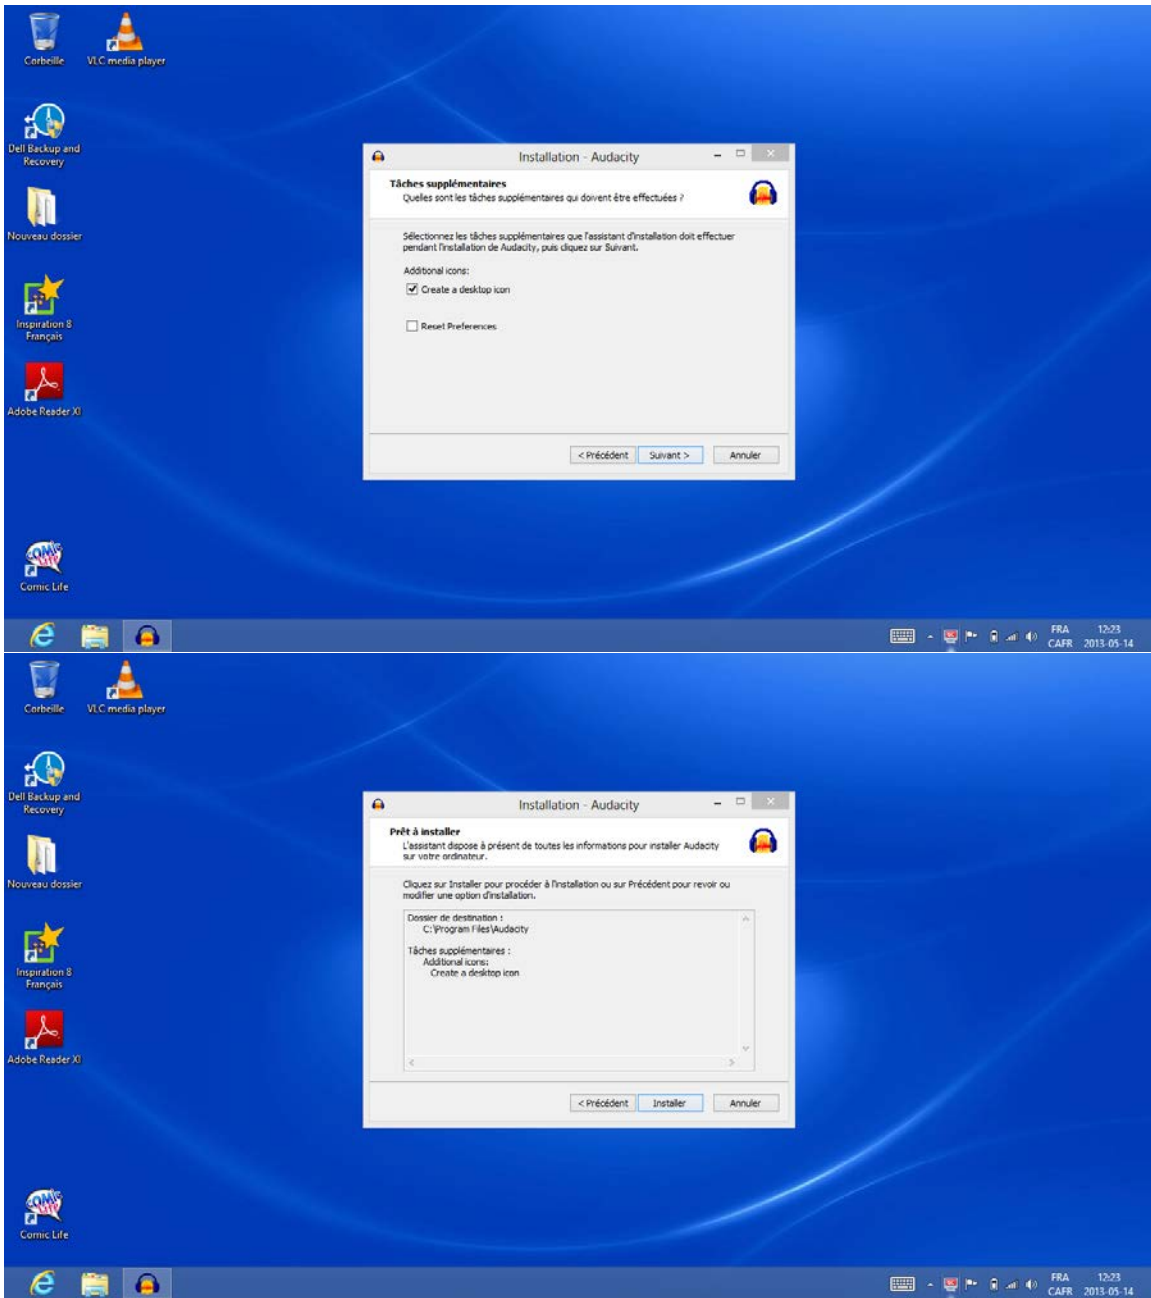 Corbeille
VLC media player
Dell Backup and
Recovery
Nouveau dossier
Inspiration 8
Français
Adobe Reader XI
Comic Life
Installation - Audacity
Tâches supplémentaires
Quelles sont les tâches supplémentaires qui doivent être effectuées ?
Sélectionnez les tâches supplémentaires que l'assistant d'installation doit effectuer
pendant l'installation de Audacity, puis cliquez sur Suivant.
Additional icons:
Create a desktop icon
Reset Preferences
< Précédent
Suivant >
Annuler
FRA
CAFR
12:23
2013-05-14
Corbeille
VLC media player
Dell Backup and
Recovery
Nouveau dossier
Inspiration 8
Français
Adobe Reader XI
Comic Life
Installation - Audacity
Prêt à installer
L'assistant dispose à présent de toutes les informations pour installer Audacity
sur votre ordinateur.
Cliquez sur Installer pour procéder à l'installation ou sur Précédent pour revoir ou
modifier une option d'installation.
Dossier de destination :
C:\Program Files\Audacity
Tâches supplémentaires :
Additional icons:
Create a desktop icon
< Précédent
Installer
Annuler
FRA
CAFR
12:23
2013-05-14